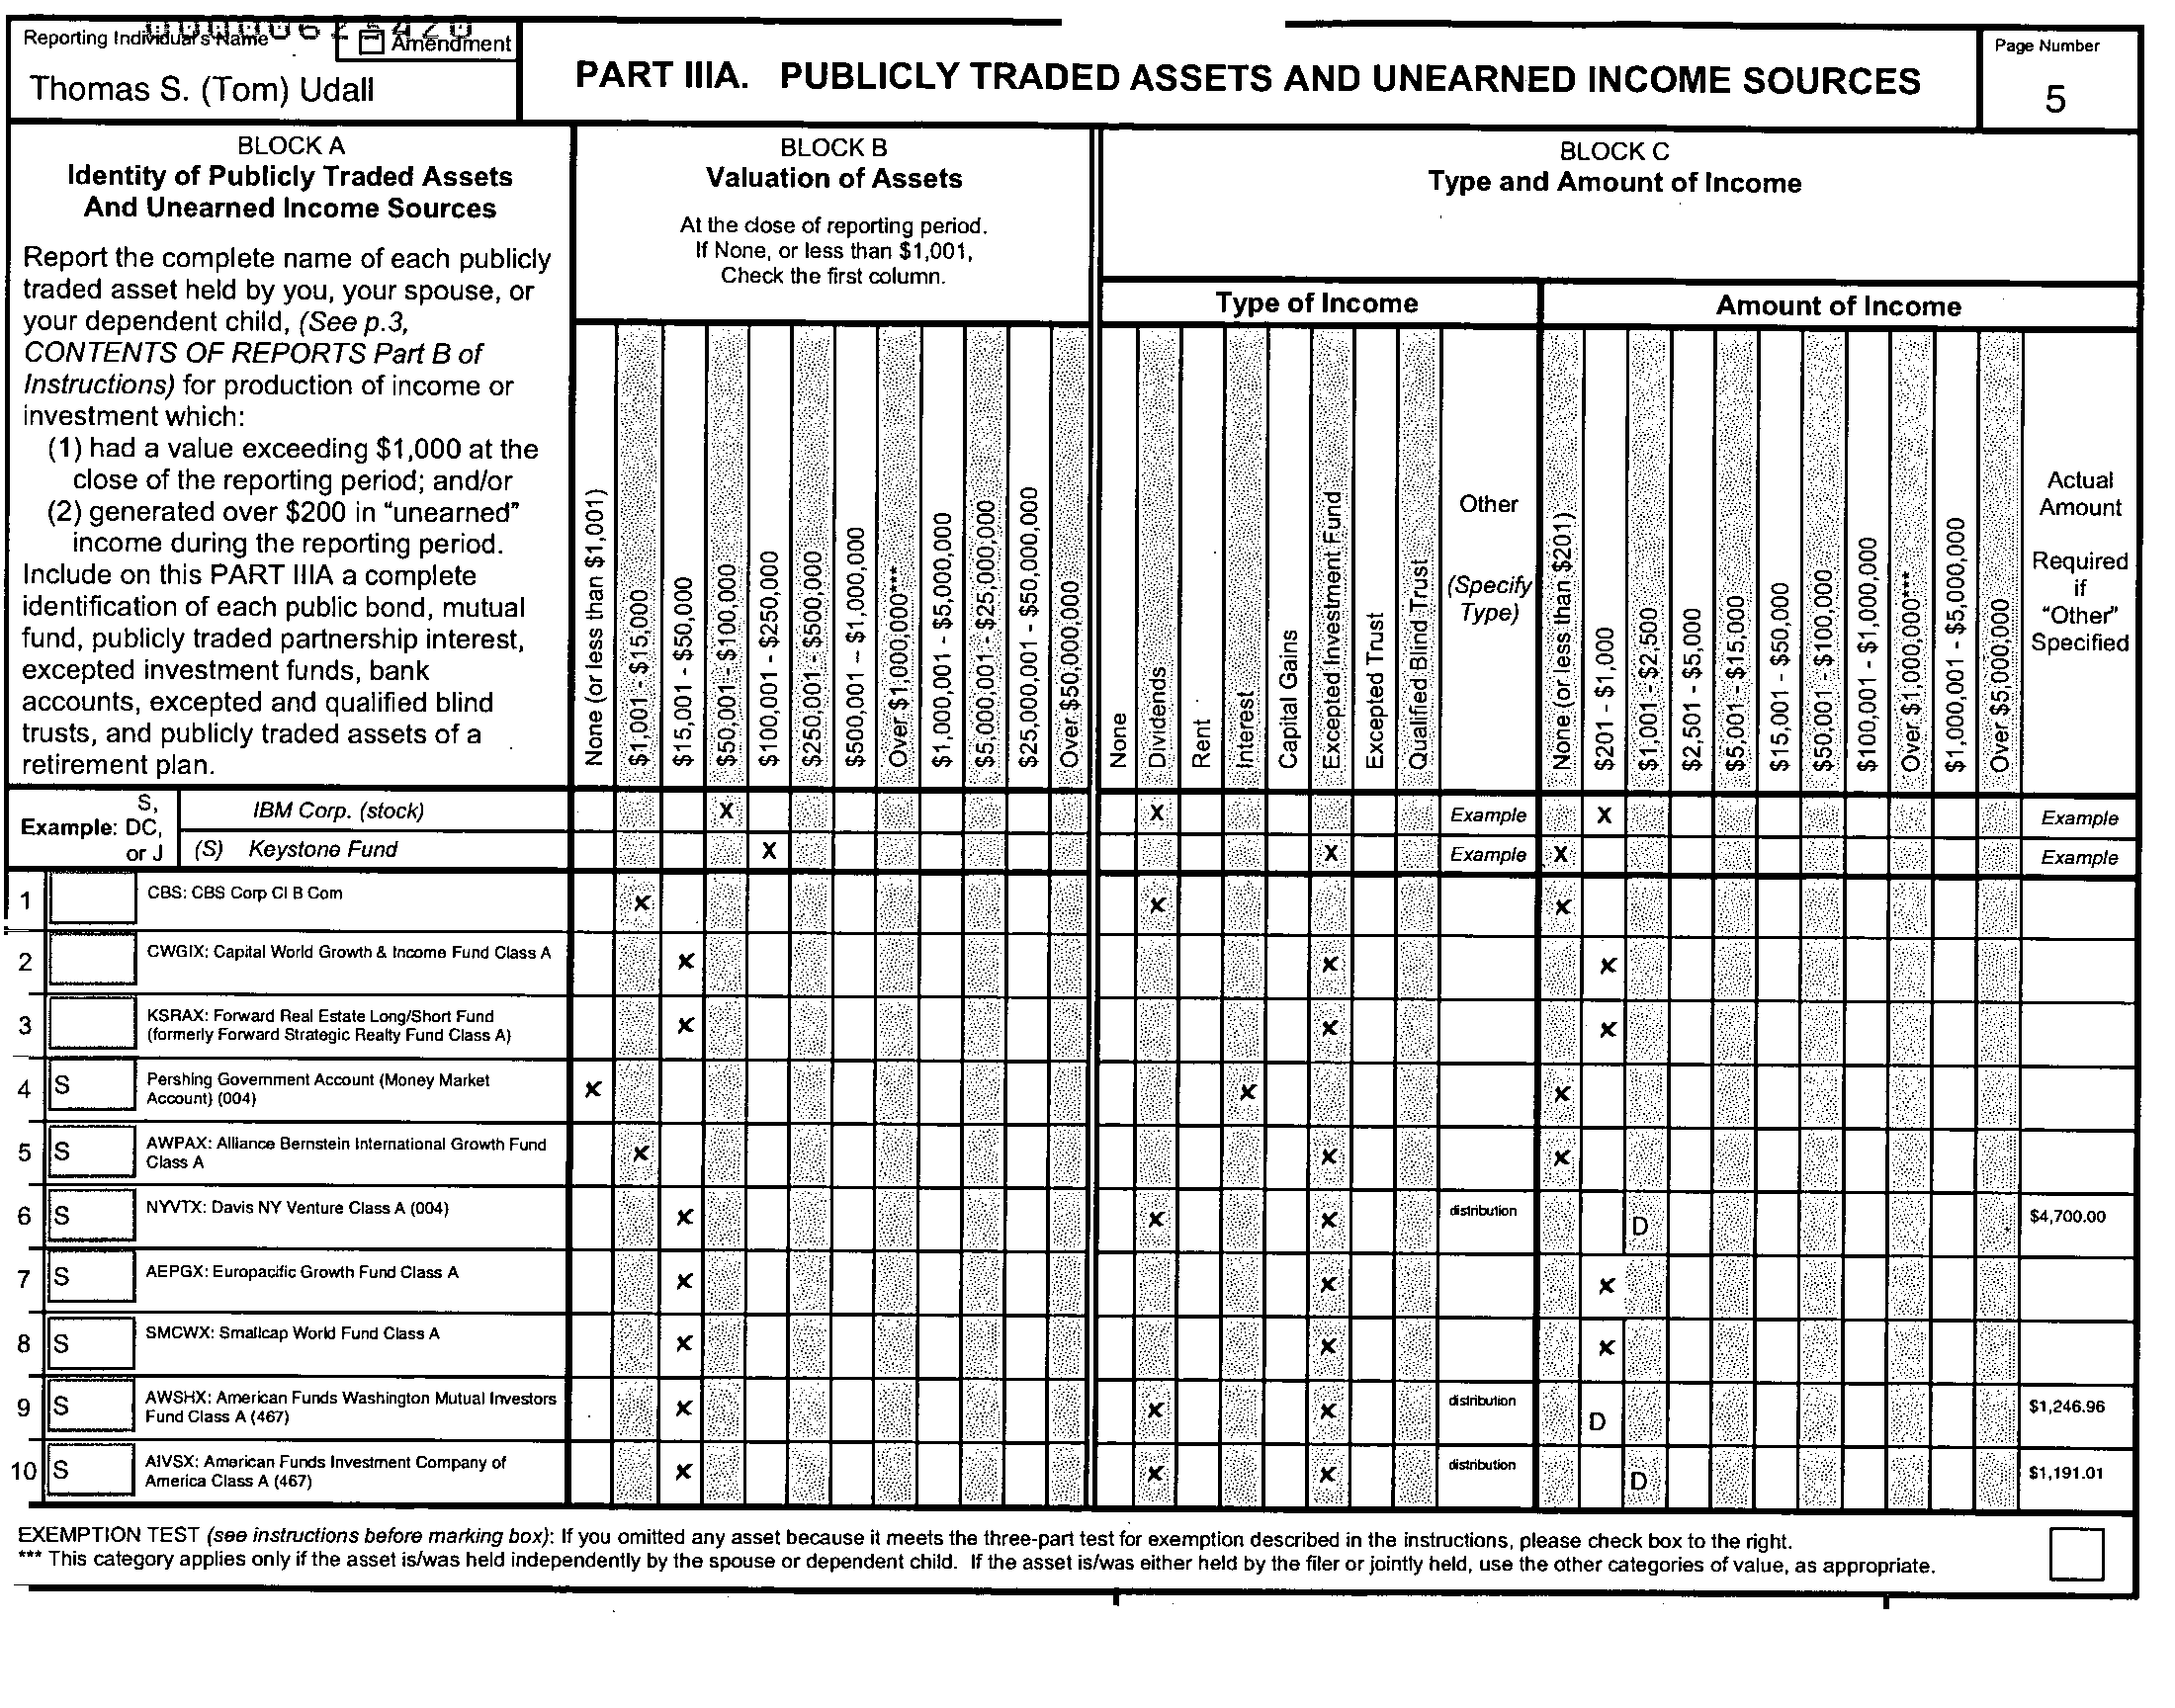 Reporting Individual's Name
Amendment
Thomas S. (Tom) Udall
PART IIIA. PUBLICLY TRADED ASSETS AND UNEARNED INCOME SOURCES
Page Number
5
BLOCK A
Identity of Publicly Traded Assets
And Unearned Income Sources
Report the complete name of each publicly
traded asset held by you, your spouse, or
your dependent child, (See p.3,
CONTENTS OF REPORTS Part B of
Instructions) for production of income or
investment which:
(1) had a value exceeding $1,000 at the
close of the reporting period; and/or
(2) generated over $200 in "unearned"
income during the reporting period.
Include on this PART IIIA a complete
identification of each public bond, mutual
fund, publicly traded partnership interest,
excepted investment funds, bank
accounts, excepted and qualified blind
trusts, and publicly traded assets of a
retirement plan.
BLOCK B
Valuation of Assets
At the close of reporting period.
If None, or less than $1,001,
Check the first column.
None (or less than $1,001)
$1,001 - $15,000
$15,001 - $50,000
$50,001 - $100,000
$100,001 - $250,000
$250,001 - $500,000
$500,001 – $1,000,000
Over $1,000,000***
$1,000,001 - $5,000,000
$5,000,001 - $25,000,000
$25,000,001 - $50,000,000
Over $50,000,000
BLOCK C
Type and Amount of Income
Type of Income
None
Dividends
Rent
Interest
Capital Gains
Excepted Investment Fund
Excepted Trust
Qualified Blind Trust
Other
(Specify
Type)
Amount of Income
None (or less than $201)
$201 - $1,000
$1,001 - $2,500
$2,501 - $5,000
$5,001 - $15,000
$15,001 - $50,000
$50,001 - $100,000
$100,001 - $1,000,000
Over $1,000,000***
$1,000,001 - $5,000,000
Over $5,000,000
Actual
Amount
Required
if
"Other"
Specified
Example:
S,
DC,
or J
IBM Corp. (stock) X X Example X Example
(S) Keystone Fund X X Example X Example
1 CBS: CBS Corp Cl B Com X X X
2 CWGIX: Capital World Growth & Income Fund Class A X X X
3 KSRAX: Forward Real Estate Long/Short Fund
(formerly Forward Strategic Realty Fund Class A) X X X
4 S Pershing Government Account (Money Market
Account) (004) X X X
5 S AWPAX: Alliance Bernstein International Growth Fund
Class A X X X
6 S NYVTX: Davis NY Venture Class A (004) X X X distribution D $4,700.00
7 S AEPGX: Europacific Growth Fund Class A X X X
8 S SMCWX: Smallcap World Fund Class A X X X
9 S AWSHX: American Funds Washington Mutual Investors
Fund Class A (467) X X X distribution D $1,246.96
10 S AIVSX: American Funds Investment Company of
America Class A (467) X X X distribution D $1,191.01
EXEMPTION TEST (see instructions before marking box): If you omitted any asset because it meets the three-part test for exemption described in the instructions, please check box to the right.
*** This category applies only if the asset is/was held independently by the spouse or dependent child. If the asset is/was either held by the filer or jointly held, use the other categories of value, as appropriate.